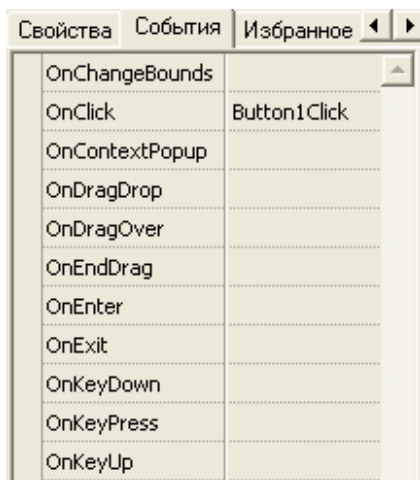 Свойства События Избранное
OnChangeBounds
OnClick Button1Click
OnContextPopup
OnDragDrop
OnDragOver
OnEndDrag
OnEnter
OnExit
OnKeyDown
OnKeyPress
OnKeyUp